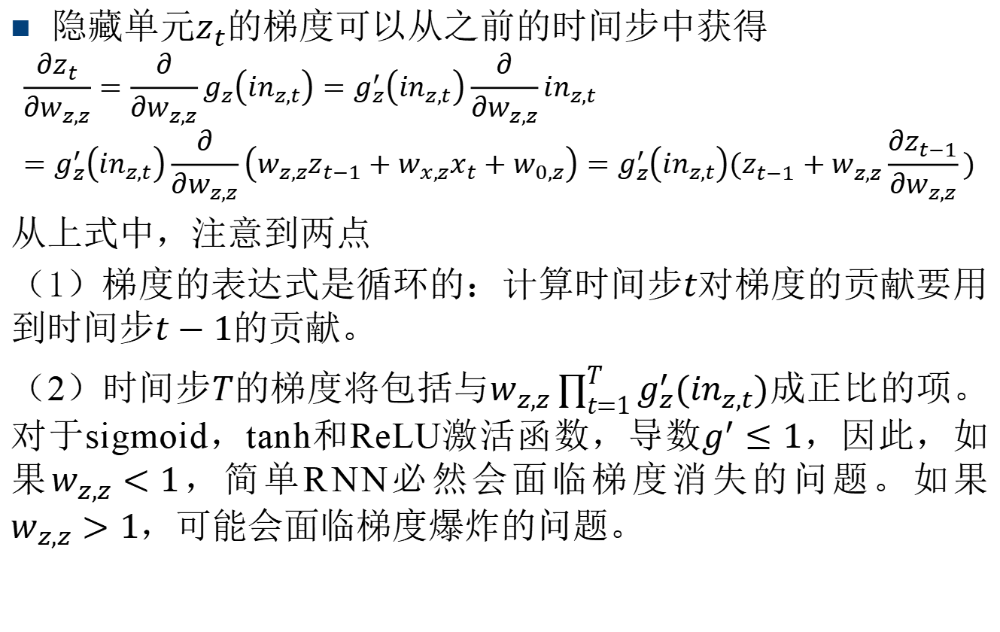 ■ 隐藏单元$z_t$的梯度可以从之前的时间步中获得
$\frac{\partial z_t}{\partial w_{z,z}} = \frac{\partial}{\partial w_{z,z}} g_z(in_{z,t}) = g_z'(in_{z,t}) \frac{\partial}{\partial w_{z,z}} in_{z,t}$
$= g_z'(in_{z,t}) \frac{\partial}{\partial w_{z,z}} (w_{z,z} z_{t-1} + w_{x,z} x_t + w_{0,z}) = g_z'(in_{z,t})(z_{t-1} + w_{z,z} \frac{\partial z_{t-1}}{\partial w_{z,z}})$
从上式中，注意到两点
（1）梯度的表达式是循环的：计算时间步$t$对梯度的贡献要用
到时间步$t-1$的贡献。
（2）时间步$T$的梯度将包括与$w_{z,z} \prod_{t=1}^{T} g_z'(in_{z,t})$成正比的项。
对于sigmoid，tanh和ReLU激活函数，导数$g' \leq 1$，因此，如
果$w_{z,z} < 1$，简单RNN必然会面临梯度消失的问题。如果
$w_{z,z} > 1$，可能会面临梯度爆炸的问题。